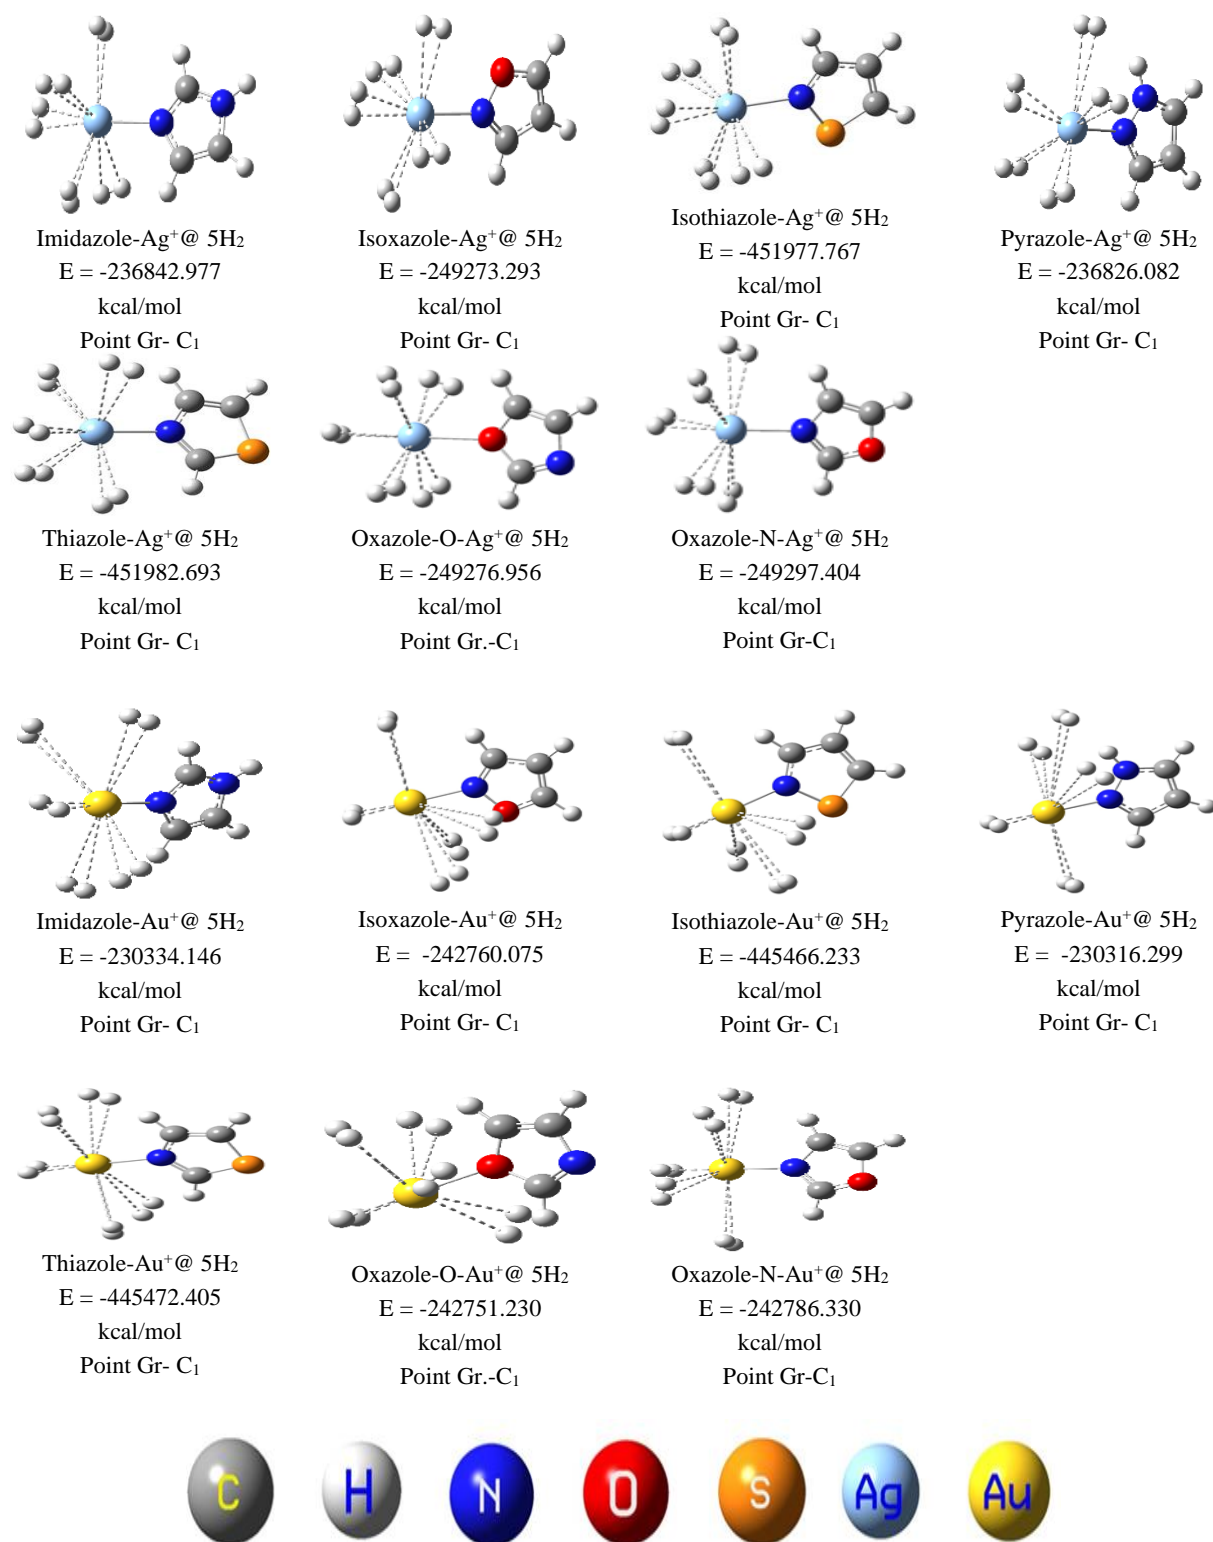 Imidazole-Ag⁺@ 5H₂
E = -236842.977
kcal/mol
Point Gr- C₁
Isoxazole-Ag⁺@ 5H₂
E = -249273.293
kcal/mol
Point Gr- C₁
Isothiazole-Ag⁺@ 5H₂
E = -451977.767
kcal/mol
Point Gr- C₁
Pyrazole-Ag⁺@ 5H₂
E = -236826.082
kcal/mol
Point Gr- C₁
Thiazole-Ag⁺@ 5H₂
E = -451982.693
kcal/mol
Point Gr- C₁
Oxazole-O-Ag⁺@ 5H₂
E = -249276.956
kcal/mol
Point Gr.-C₁
Oxazole-N-Ag⁺@ 5H₂
E = -249297.404
kcal/mol
Point Gr-C₁
Imidazole-Au⁺@ 5H₂
E = -230334.146
kcal/mol
Point Gr- C₁
Isoxazole-Au⁺@ 5H₂
E = -242760.075
kcal/mol
Point Gr- C₁
Isothiazole-Au⁺@ 5H₂
E = -445466.233
kcal/mol
Point Gr- C₁
Pyrazole-Au⁺@ 5H₂
E = -230316.299
kcal/mol
Point Gr- C₁
Thiazole-Au⁺@ 5H₂
E = -445472.405
kcal/mol
Point Gr- C₁
Oxazole-O-Au⁺@ 5H₂
E = -242751.230
kcal/mol
Point Gr.-C₁
Oxazole-N-Au⁺@ 5H₂
E = -242786.330
kcal/mol
Point Gr-C₁
C H N O S Ag Au